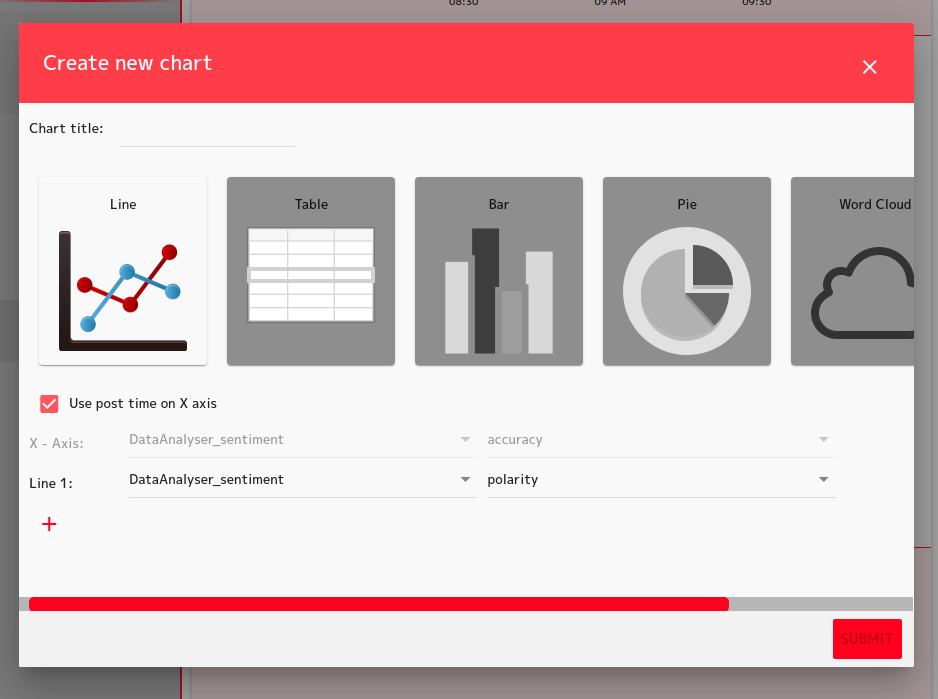 08:30 09 AM 09:30
Create new chart
Chart title:
Line Table Bar Pie Word Cloud
Use post time on X axis
X - Axis: DataAnalyser_sentiment accuracy
Line 1: DataAnalyser_sentiment polarity
+
SUBMIT